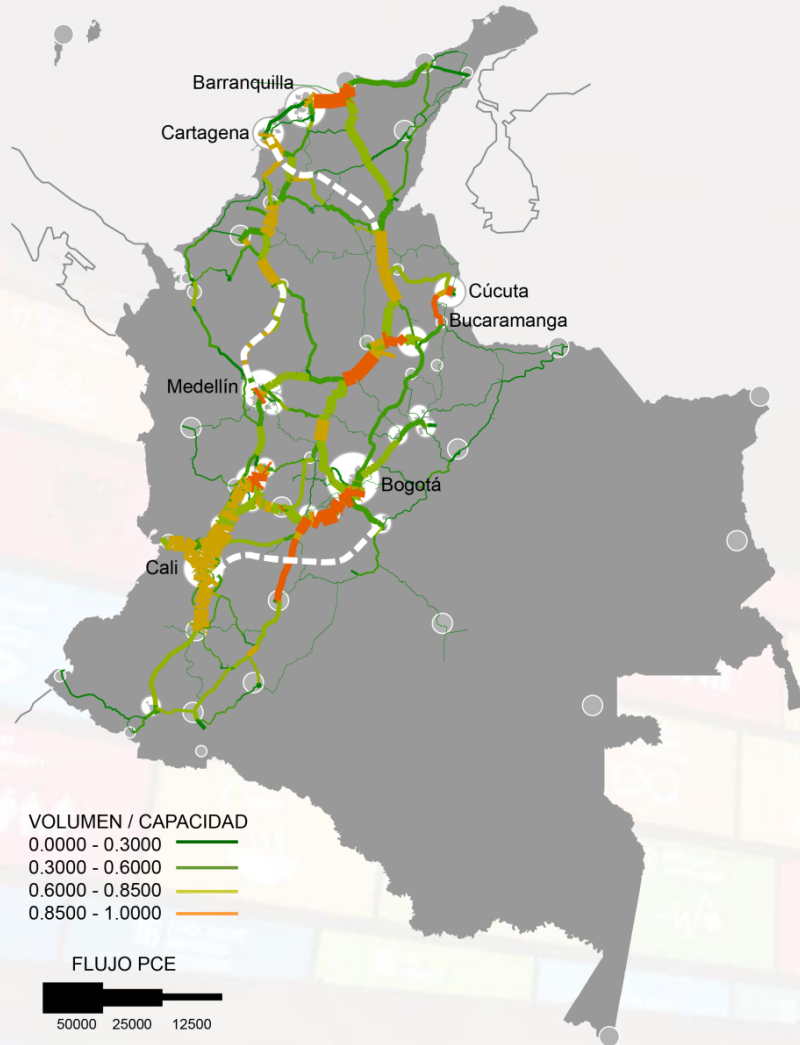 Barranquilla
Cartagena
Cúcuta
Bucaramanga
Medellín
Bogotá
Cali
VOLUMEN / CAPACIDAD
0.0000 - 0.3000
0.3000 - 0.6000
0.6000 - 0.8500
0.8500 - 1.0000
FLUJO PCE
50000 25000 12500